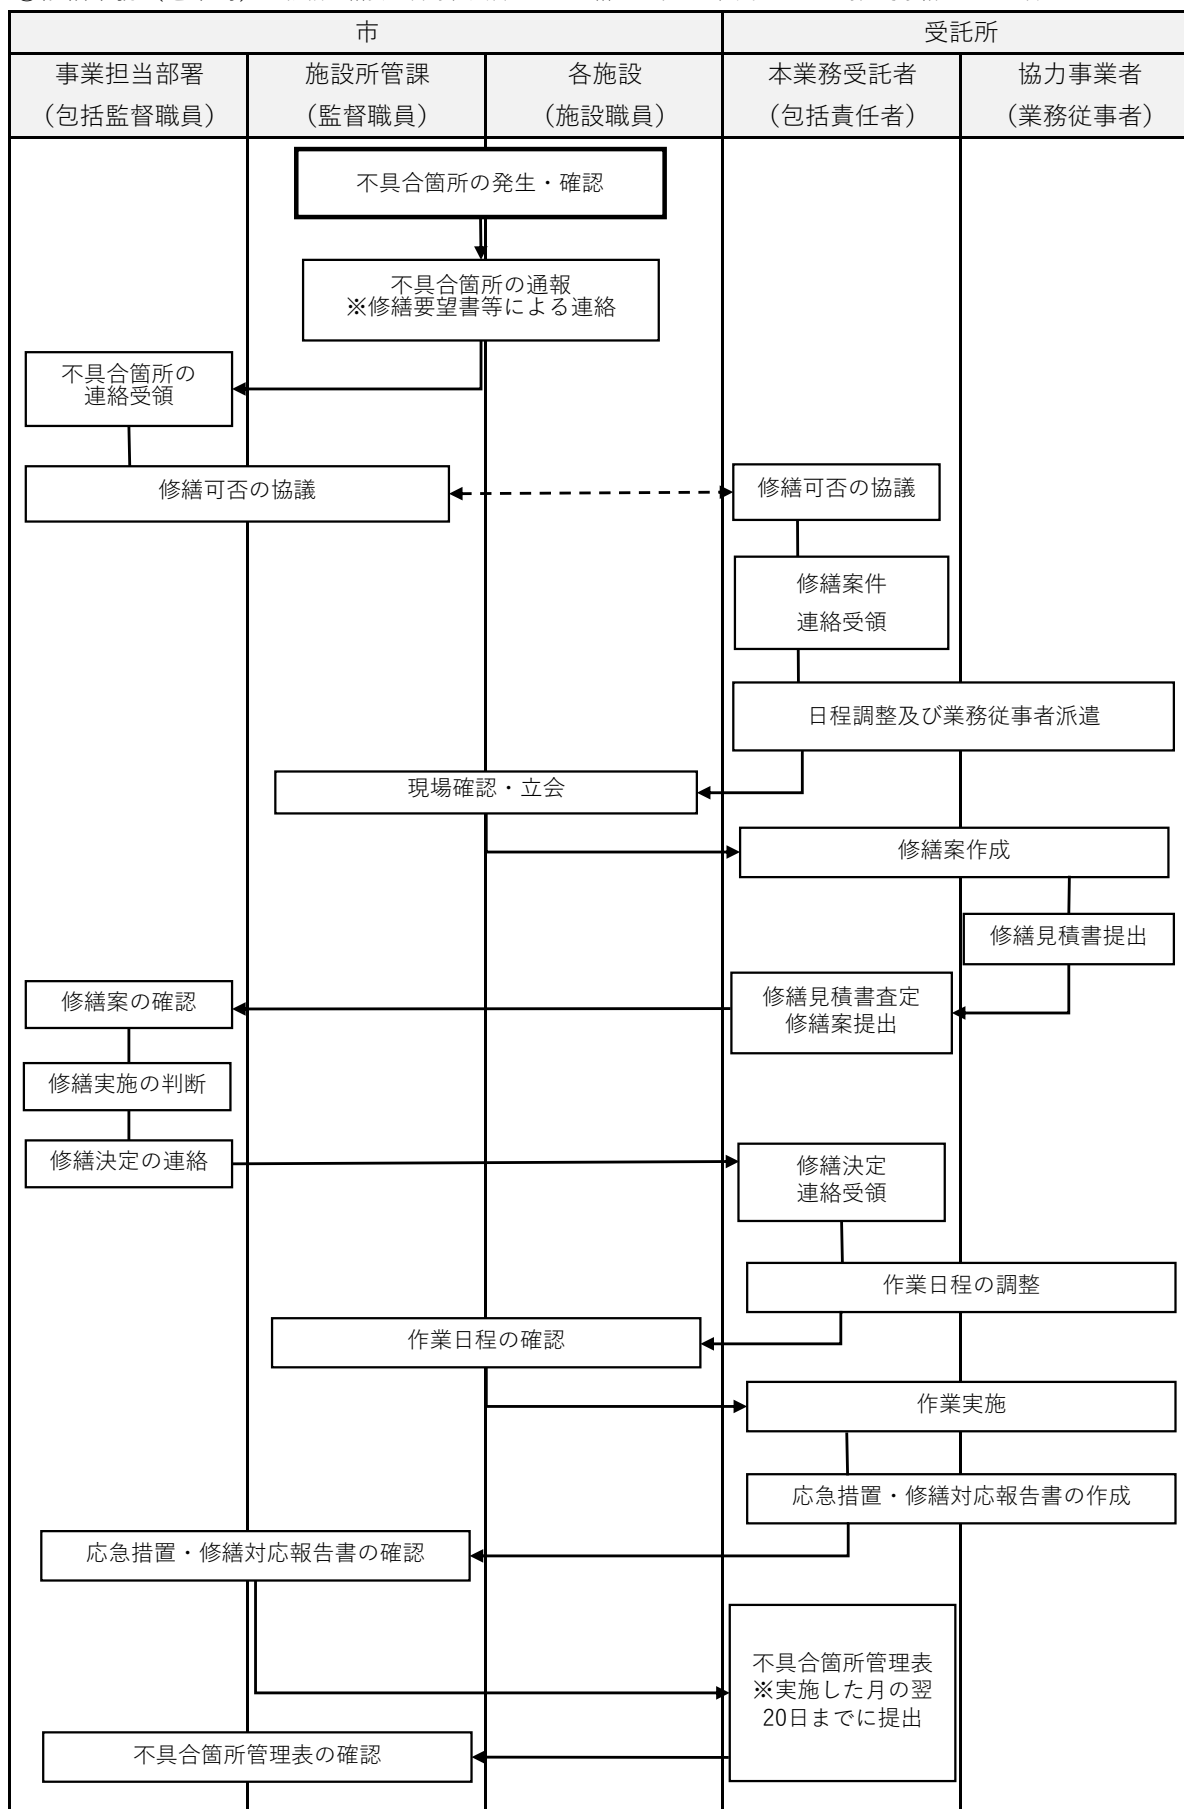 市
受託所
事業担当部署
（包括監督職員）
施設所管課
（監督職員）
各施設
（施設職員）
本業務受託者
（包括責任者）
協力事業者
（業務従事者）
不具合箇所の発生・確認
不具合箇所の通報
※修繕要望書等による連絡
不具合箇所の
連絡受領
修繕可否の協議
修繕可否の協議
修繕案件
連絡受領
日程調整及び業務従事者派遣
現場確認・立会
修繕案作成
修繕見積書提出
修繕見積書査定
修繕案提出
修繕案の確認
修繕実施の判断
修繕決定の連絡
修繕決定
連絡受領
作業日程の調整
作業日程の確認
作業実施
応急措置・修繕対応報告書の作成
応急措置・修繕対応報告書の確認
不具合箇所管理表
※実施した月の翌
20日までに提出
不具合箇所管理表の確認